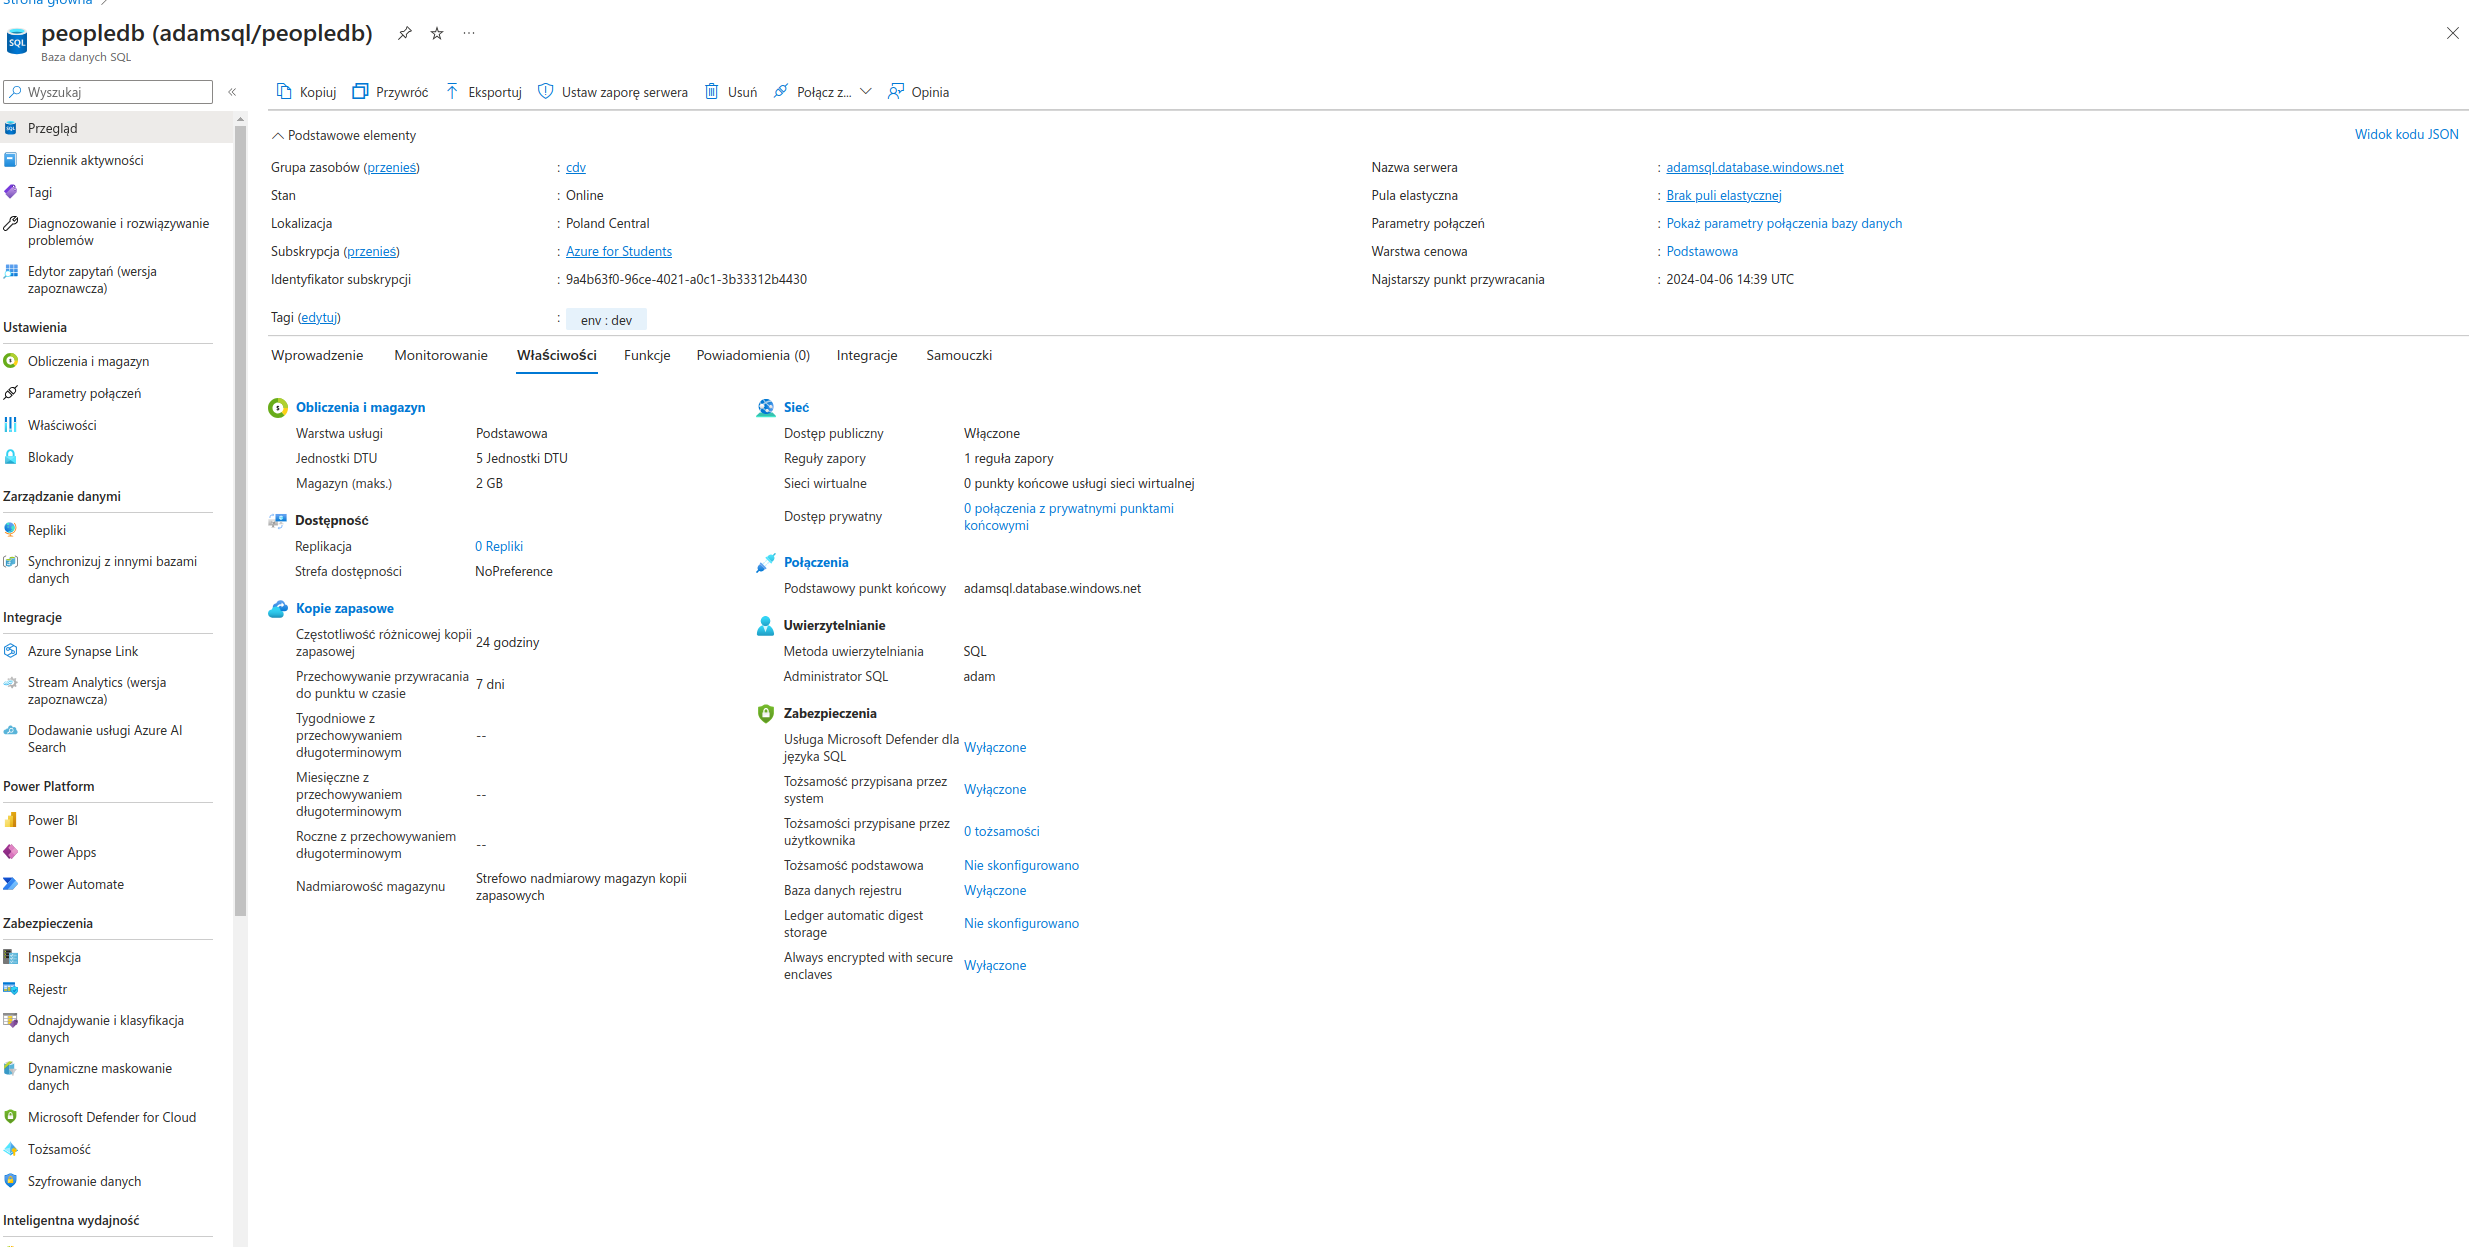 Strona główna >
peopledb (adamsql/peopledb) ...
Baza danych SQL
Wyszukaj «
Przegląd
Dziennik aktywności
Tagi
Diagnozowanie i rozwiązywanie
problemów
Edytor zapytań (wersja
zapoznawcza)
Ustawienia
Obliczenia i magazyn
Parametry połączeń
Właściwości
Blokady
Zarządzanie danymi
Repliki
Synchronizuj z innymi bazami
danych
Integracje
Azure Synapse Link
Stream Analytics (wersja
zapoznawcza)
Dodawanie usługi Azure AI
Search
Power Platform
Power BI
Power Apps
Power Automate
Zabezpieczenia
Inspekcja
Rejestr
Odnajdywanie i klasyfikacja
danych
Dynamiczne maskowanie
danych
Microsoft Defender for Cloud
Tożsamość
Szyfrowanie danych
Inteligentna wydajność
Kopiuj Przywróć Eksportuj Ustaw zaporę serwera Usuń Połącz z... Opinia
Podstawowe elementy
Widok kodu JSON
Grupa zasobów (przenieś) : cdv
Stan : Online
Lokalizacja : Poland Central
Subskrypcja (przenieś) : Azure for Students
Identyfikator subskrypcji : 9a4b63f0-96ce-4021-a0c1-3b33312b4430
Tagi (edytuj) : env : dev
Nazwa serwera : adamsql.database.windows.net
Pula elastyczna : Brak puli elastycznej
Parametry połączeń : Pokaż parametry połączenia bazy danych
Warstwa cenowa : Podstawowa
Najstarszy punkt przywracania : 2024-04-06 14:39 UTC
Wprowadzenie Monitorowanie Właściwości Funkcje Powiadomienia (0) Integracje Samouczki
Obliczenia i magazyn
Warstwa usługi Podstawowa
Jednostki DTU 5 Jednostki DTU
Magazyn (maks.) 2 GB
Dostępność
Replikacja 0 Repliki
Strefa dostępności NoPreference
Kopie zapasowe
Częstotliwość różnicowej kopii
zapasowej
24 godziny
Przechowywanie przywracania
do punktu w czasie
7 dni
Tygodniowe z
przechowywaniem
długoterminowym
--
Miesięczne z
przechowywaniem
długoterminowym
--
Roczne z przechowywaniem
długoterminowym
--
Nadmiarowość magazynu
Strefowo nadmiarowy magazyn kopii
zapasowych
Sieć
Dostęp publiczny Włączone
Reguły zapory 1 reguła zapory
Sieci wirtualne 0 punkty końcowe usługi sieci wirtualnej
Dostęp prywatny
0 połączenia z prywatnymi punktami
końcowymi
Połączenia
Podstawowy punkt końcowy adamsql.database.windows.net
Uwierzytelnianie
Metoda uwierzytelniania SQL
Administrator SQL adam
Zabezpieczenia
Usługa Microsoft Defender dla
języka SQL
Wyłączone
Tożsamość przypisana przez
system
Wyłączone
Tożsamości przypisane przez
użytkownika
0 tożsamości
Tożsamość podstawowa Nie skonfigurowano
Baza danych rejestru Wyłączone
Ledger automatic digest
storage
Nie skonfigurowano
Always encrypted with secure
enclaves
Wyłączone